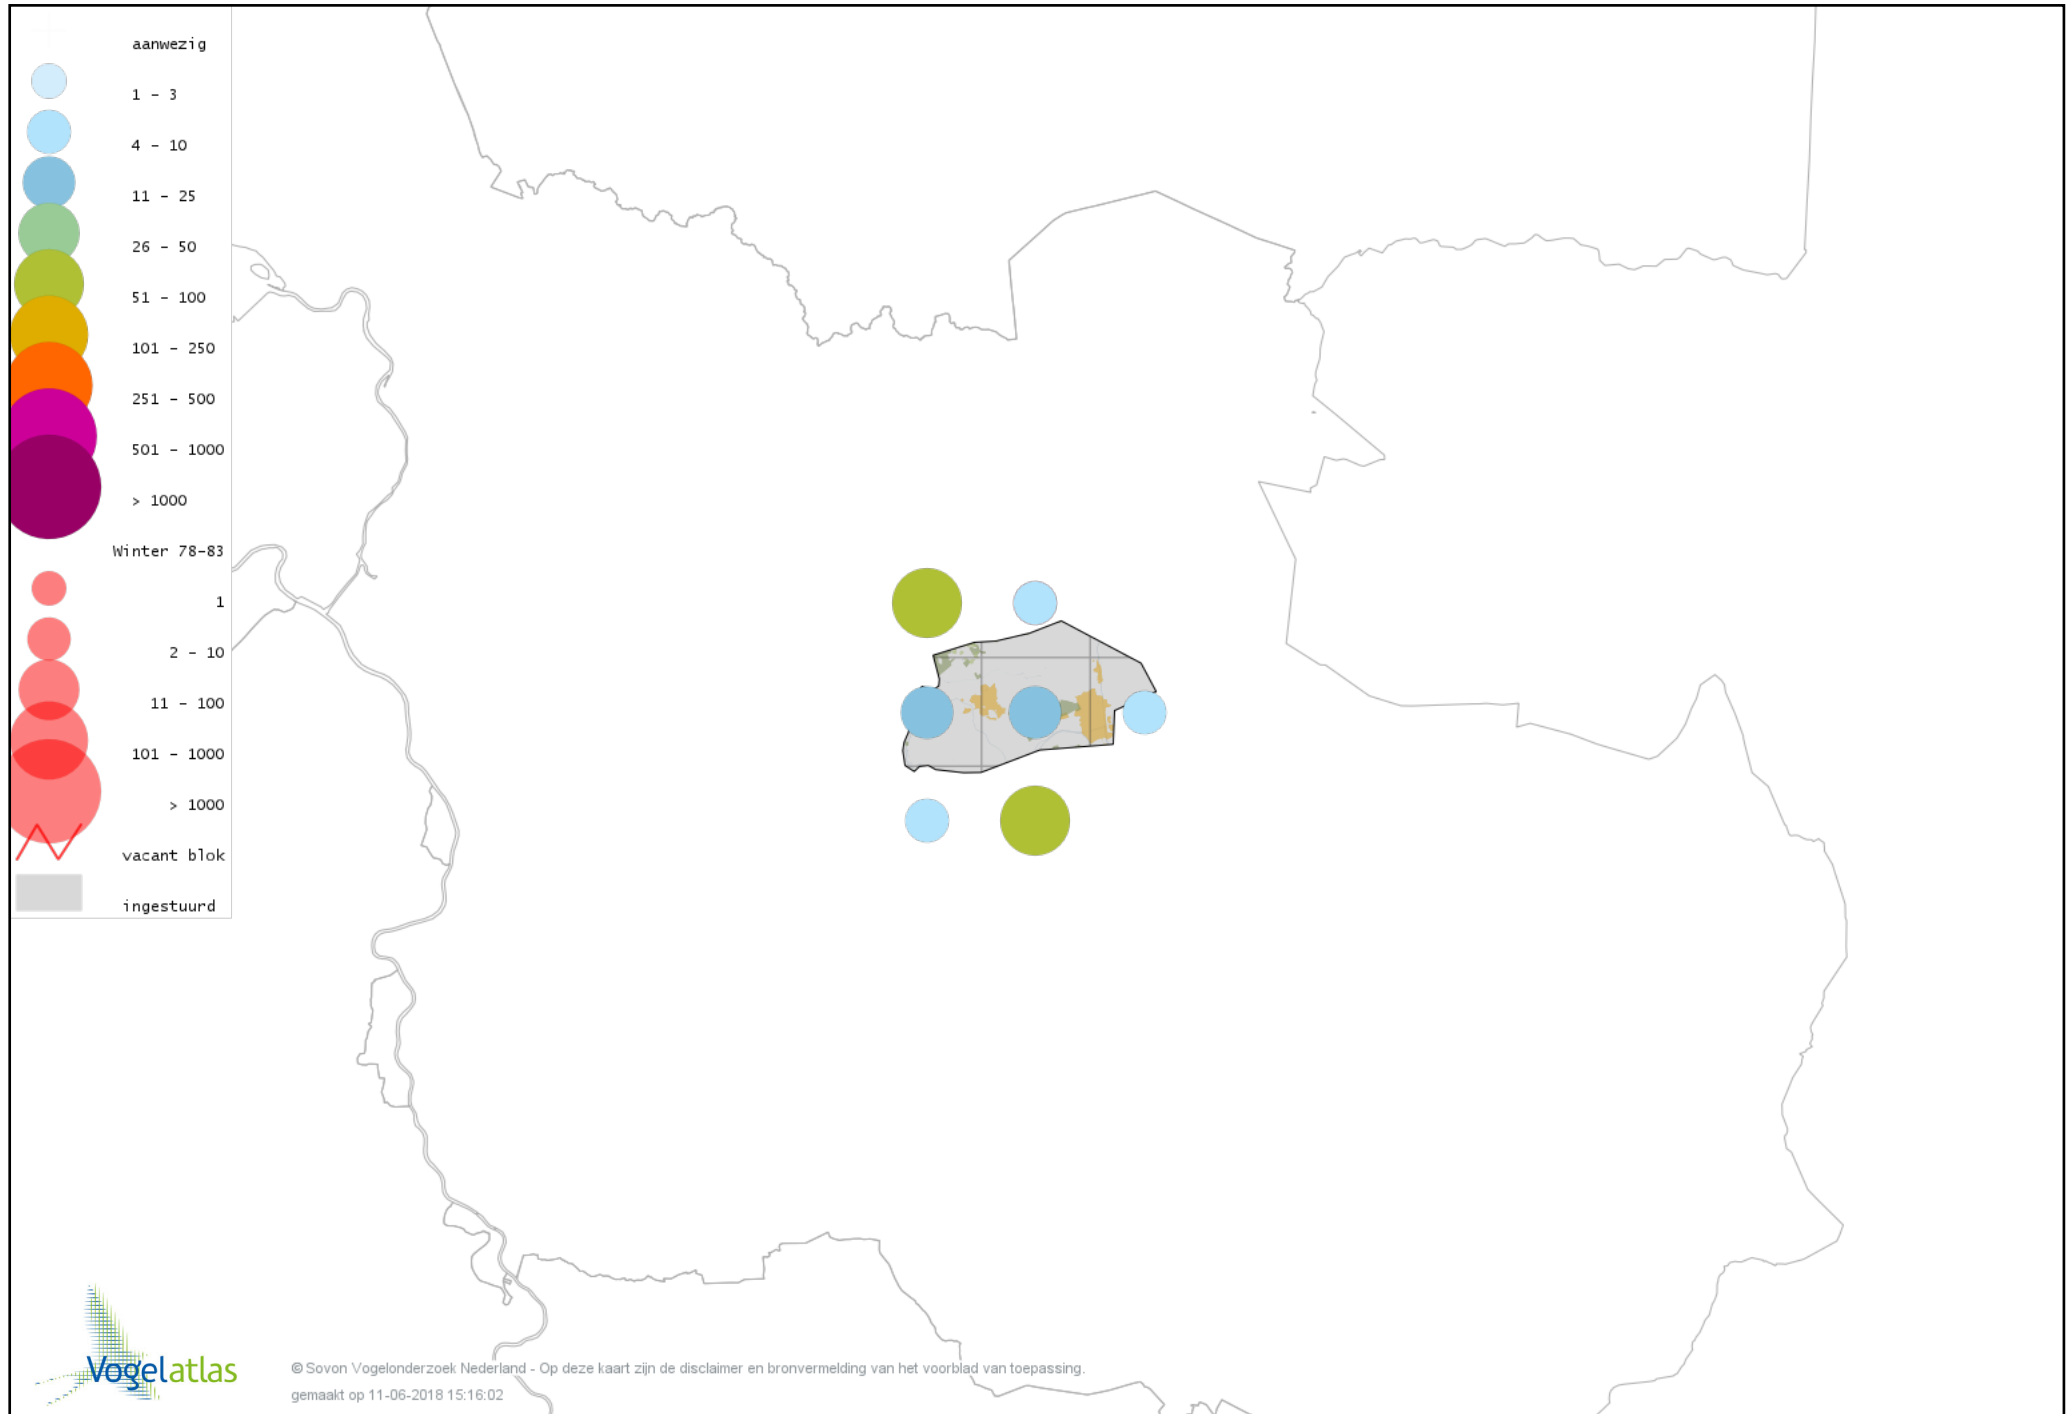 aanwezig
1 - 3
4 - 10
11 - 25
26 - 50
51 - 100
101 - 250
251 - 500
501 - 1000
> 1000
Winter 78-83
1
2 - 10
11 - 100
101 - 1000
> 1000
vacant blok
ingestuurd
Vogelatlas
© Sovon Vogelonderzoek Nederland - Op deze kaart zijn de disclaimer en bronvermelding van het voorblad van toepassing.
gemaakt op 11-06-2018 15:16:02